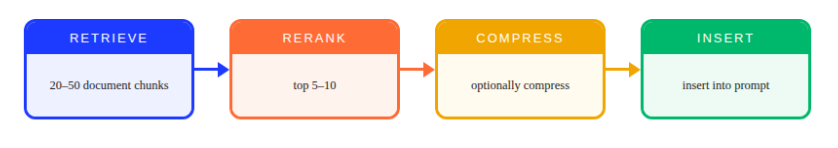 RETRIEVE
20–50 document chunks
RERANK
top 5–10
COMPRESS
optionally compress
INSERT
insert into prompt